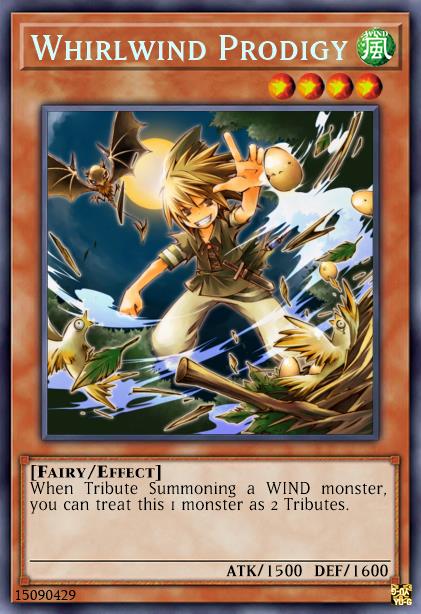 Whirlwind Prodigy
WIND
風
[Fairy/Effect]
When Tribute Summoning a WIND monster,
you can treat this 1 monster as 2 Tributes.
ATK/1500 DEF/1600
15090429